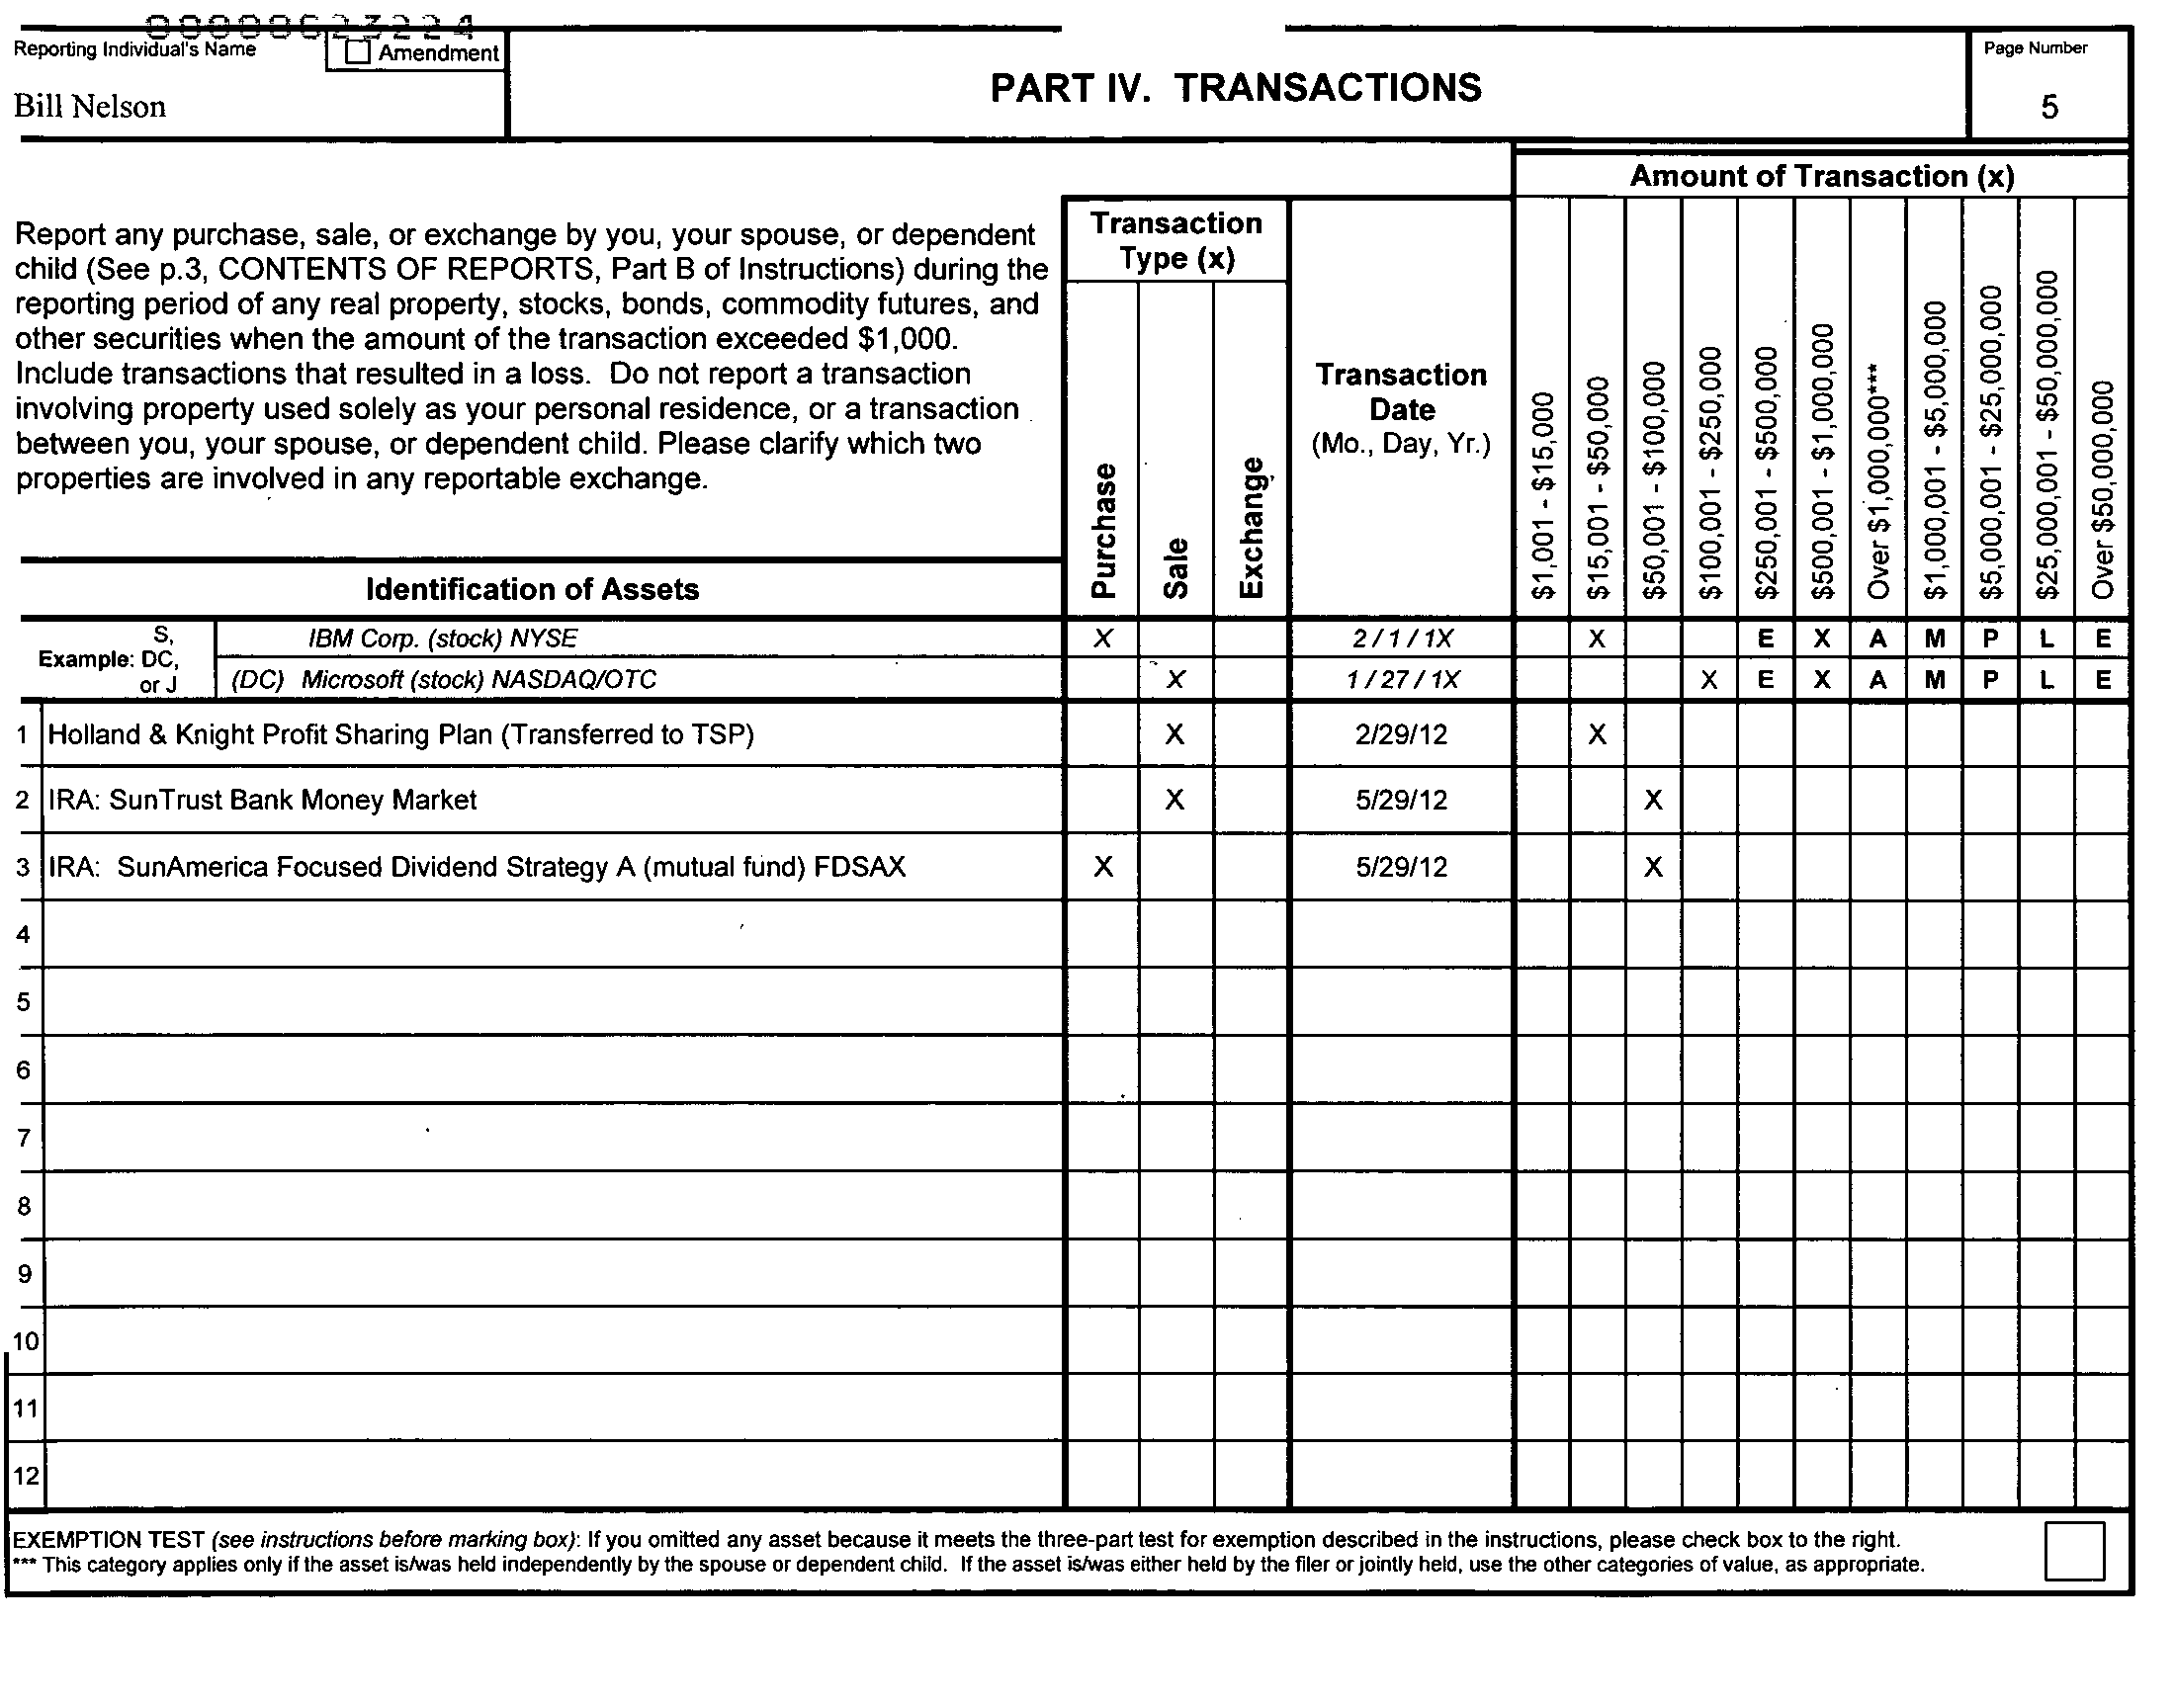 00000623224
Reporting Individual's Name
Amendment
Bill Nelson
PART IV. TRANSACTIONS
Page Number
5
Report any purchase, sale, or exchange by you, your spouse, or dependent
child (See p.3, CONTENTS OF REPORTS, Part B of Instructions) during the
reporting period of any real property, stocks, bonds, commodity futures, and
other securities when the amount of the transaction exceeded $1,000.
Include transactions that resulted in a loss. Do not report a transaction
involving property used solely as your personal residence, or a transaction
between you, your spouse, or dependent child. Please clarify which two
properties are involved in any reportable exchange.
Identification of Assets
Transaction
Type (x)
Purchase
Sale
Exchange
Transaction
Date
(Mo., Day, Yr.)
Amount of Transaction (x)
$1,001 - $15,000
$15,001 - $50,000
$50,001 - $100,000
$100,001 - $250,000
$250,001 - $500,000
$500,001 - $1,000,000
Over $1,000,000***
$1,000,001 - $5,000,000
$5,000,001 - $25,000,000
$25,000,001 - $50,000,000
Over $50,000,000
Example: S, DC, or J
IBM Corp. (stock) NYSE X 2 / 1 / 1X X E X A M P L E
(DC) Microsoft (stock) NASDAQ/OTC X 1 / 27 / 1X X E X A M P L E
1 Holland & Knight Profit Sharing Plan (Transferred to TSP) X 2/29/12 X
2 IRA: SunTrust Bank Money Market X 5/29/12 X
3 IRA: SunAmerica Focused Dividend Strategy A (mutual fund) FDSAX X 5/29/12 X
4
5
6
7
8
9
10
11
12
EXEMPTION TEST (see instructions before marking box): If you omitted any asset because it meets the three-part test for exemption described in the instructions, please check box to the right.
*** This category applies only if the asset is/was held independently by the spouse or dependent child. If the asset is/was either held by the filer or jointly held, use the other categories of value, as appropriate.